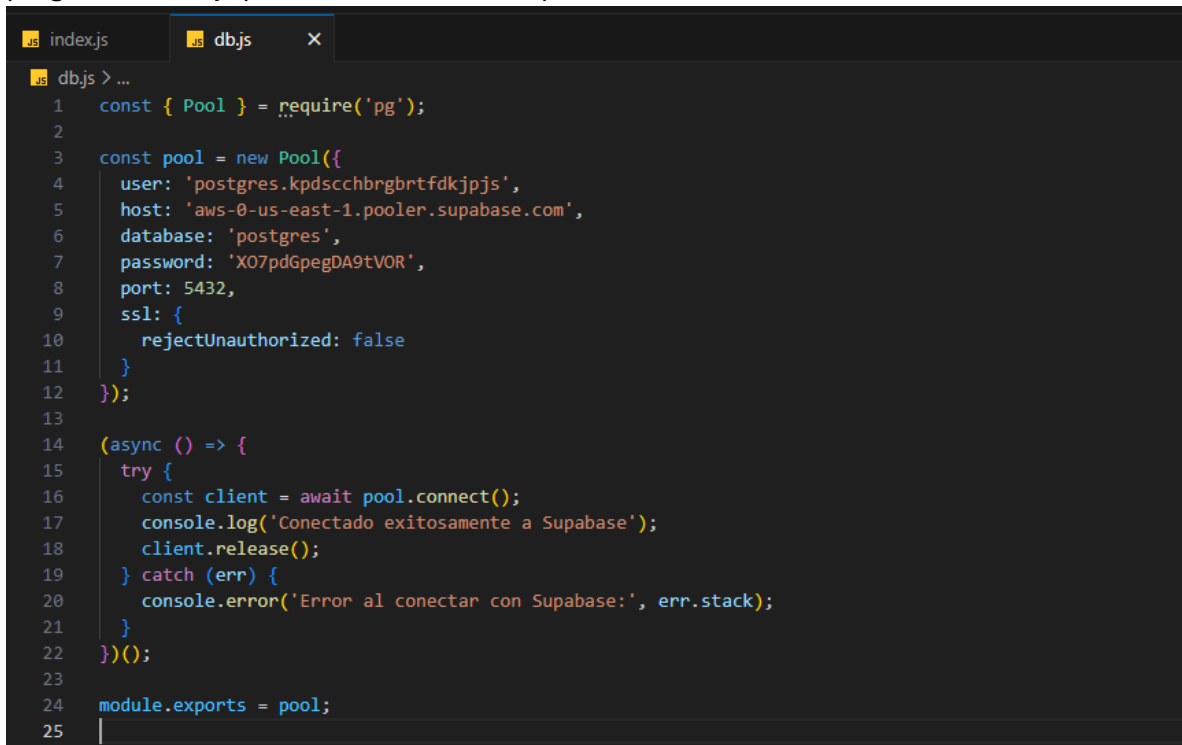 index.js db.js ×
db.js > ...
1 const { Pool } = require('pg');
2
3 const pool = new Pool({
4 user: 'postgres.kpdscchbrgbrtfdkjpjs',
5 host: 'aws-0-us-east-1.pooler.supabase.com',
6 database: 'postgres',
7 password: 'XO7pdGpegDA9tVOR',
8 port: 5432,
9 ssl: {
10 rejectUnauthorized: false
11 }
12 });
13
14 (async () => {
15 try {
16 const client = await pool.connect();
17 console.log('Conectado exitosamente a Supabase');
18 client.release();
19 } catch (err) {
20 console.error('Error al conectar con Supabase:', err.stack);
21 }
22 })();
23
24 module.exports = pool;
25